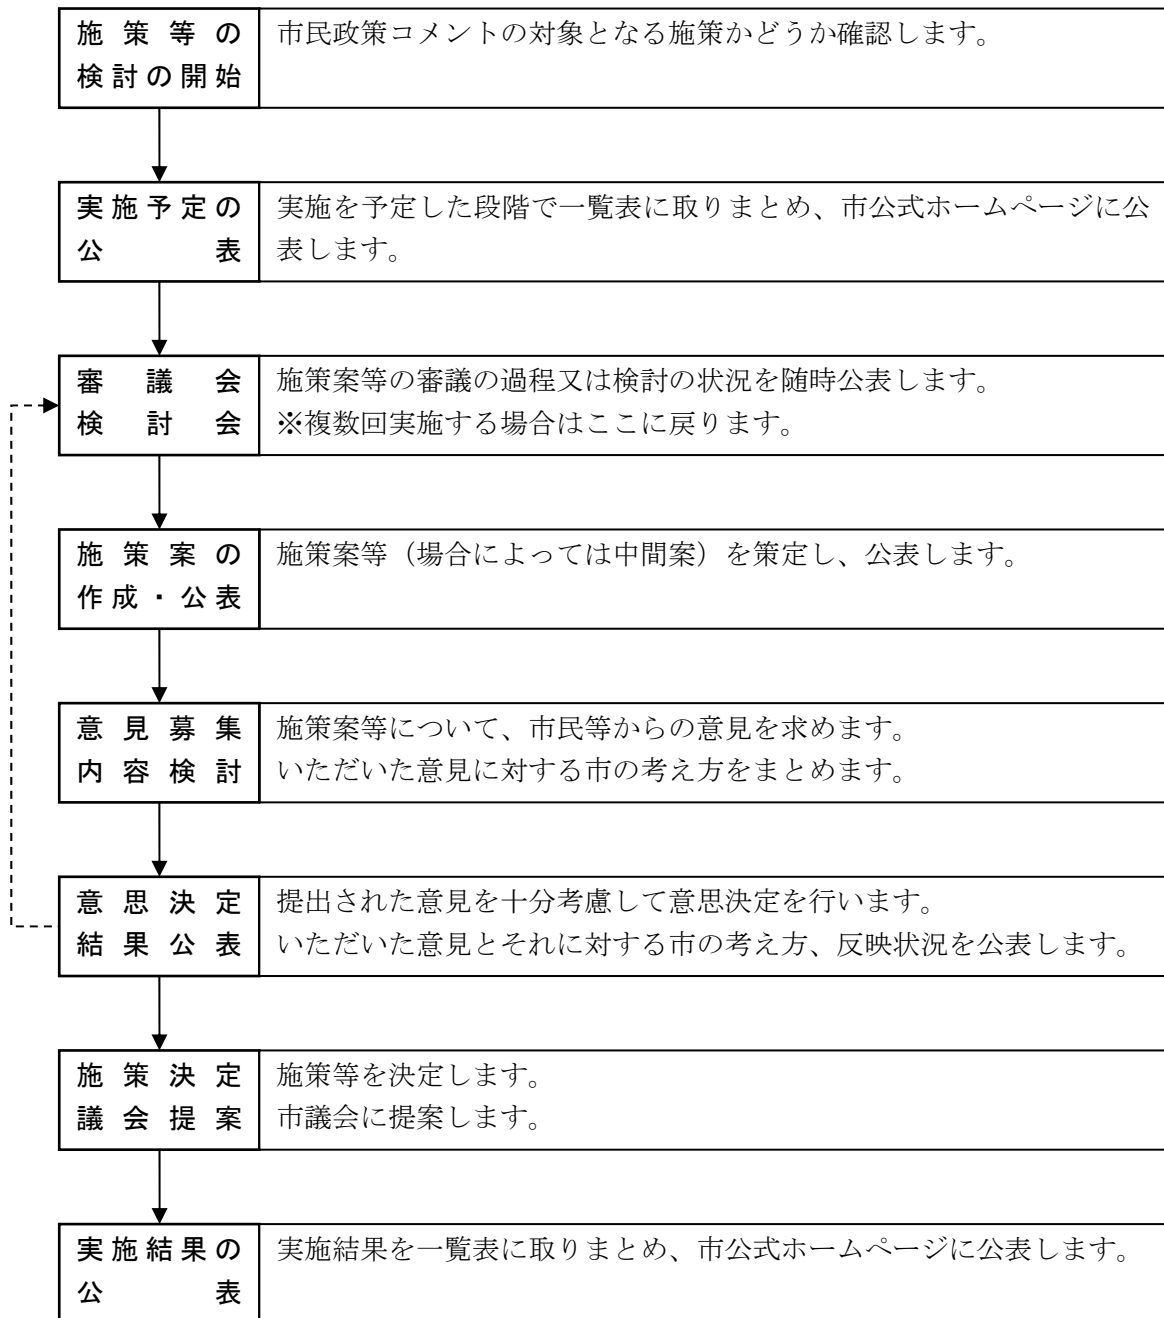 施策等の
検討の開始
市民政策コメントの対象となる施策かどうか確認します。
実施予定の
公表
実施を予定した段階で一覧表に取りまとめ、市公式ホームページに公
表します。
審議会
検討会
施策案等の審議の過程又は検討の状況を随時公表します。
※複数回実施する場合はここに戻ります。
施策案の
作成・公表
施策案等（場合によっては中間案）を策定し、公表します。
意見募集
内容検討
施策案等について、市民等からの意見を求めます。
いただいた意見に対する市の考え方をまとめます。
意思決定
結果公表
提出された意見を十分考慮して意思決定を行います。
いただいた意見とそれに対する市の考え方、反映状況を公表します。
施策決定
議会提案
施策等を決定します。
市議会に提案します。
実施結果の
公表
実施結果を一覧表に取りまとめ、市公式ホームページに公表します。